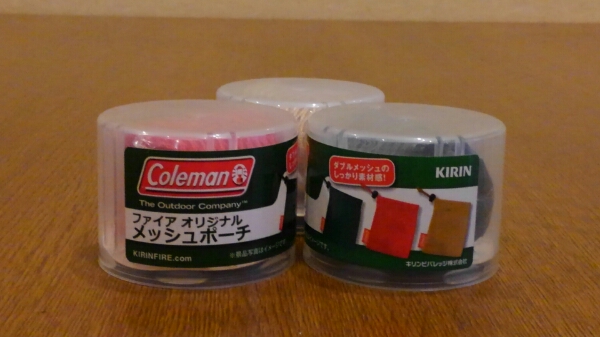 Coleman
The Outdoor Company™
ファイア オリジナル
メッシュポーチ
KIRINFIRE.com
※商品写真はイメージです。
ダブルメッシュの
しっかり素材感!
KIRIN
キリンビバレッジ株式会社